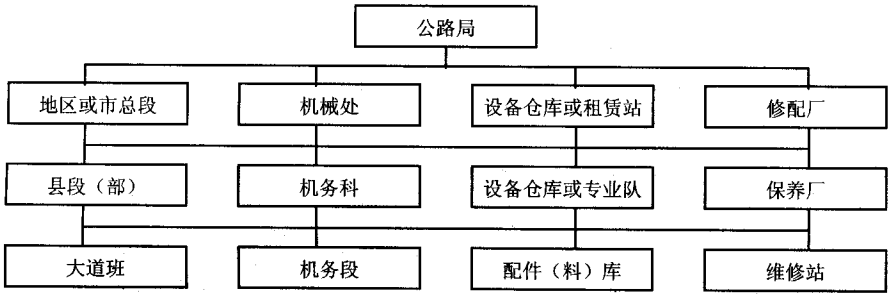 公路局
地区或市总段
机械处
设备仓库或租赁站
修配厂
县段（部）
机务科
设备仓库或专业队
保养厂
大道班
机务段
配件（料）库
维修站